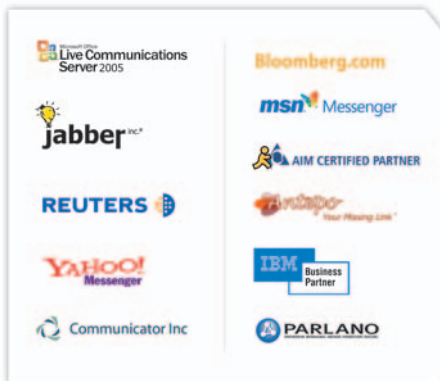 Microsoft Office
Live Communications
Server 2005
jabber inc.®
REUTERS
YAHOO!
Messenger
Communicator Inc
Bloomberg.com
msn Messenger
AIM CERTIFIED PARTNER
Antepo
Your Missing Link™
IBM
Business
Partner
PARLANO